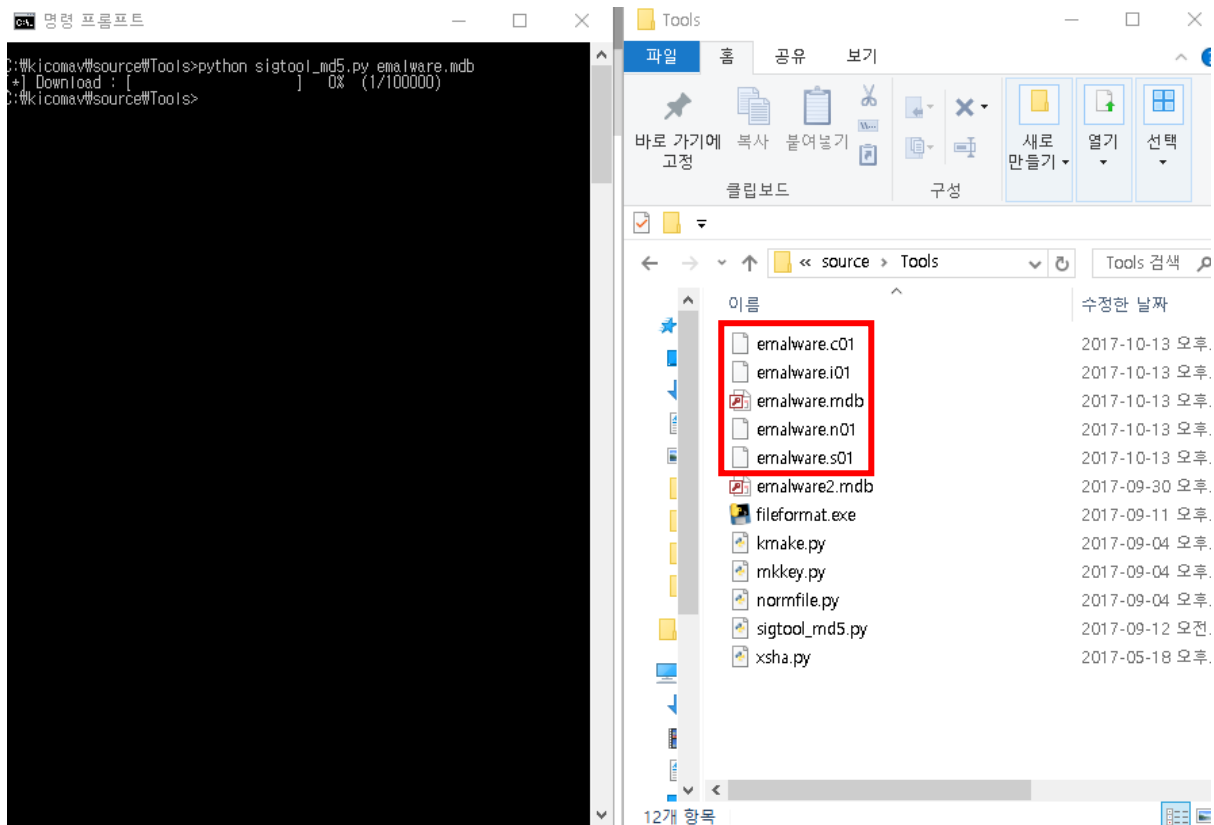 명령 프롬프트
C:₩kicomav₩source₩Tools>python sigtool_md5.py emalware.mdb
[*] Download : [                    ]   0%  (1/100000)
C:₩kicomav₩source₩Tools>
Tools
파일 홈 공유 보기
바로 가기에 고정
복사
붙여넣기
새로 만들기
열기
선택
클립보드
구성
« source > Tools
Tools 검색
이름
수정한 날짜
emalware.c01 2017-10-13 오후
emalware.i01 2017-10-13 오후
emalware.mdb 2017-10-13 오후
emalware.n01 2017-10-13 오후
emalware.s01 2017-10-13 오후
emalware2.mdb 2017-09-30 오후
fileformat.exe 2017-09-11 오후
kmake.py 2017-09-04 오후
mkkey.py 2017-09-04 오후
normfile.py 2017-09-04 오후
sigtool_md5.py 2017-09-12 오전
xsha.py 2017-05-18 오후
12개 항목